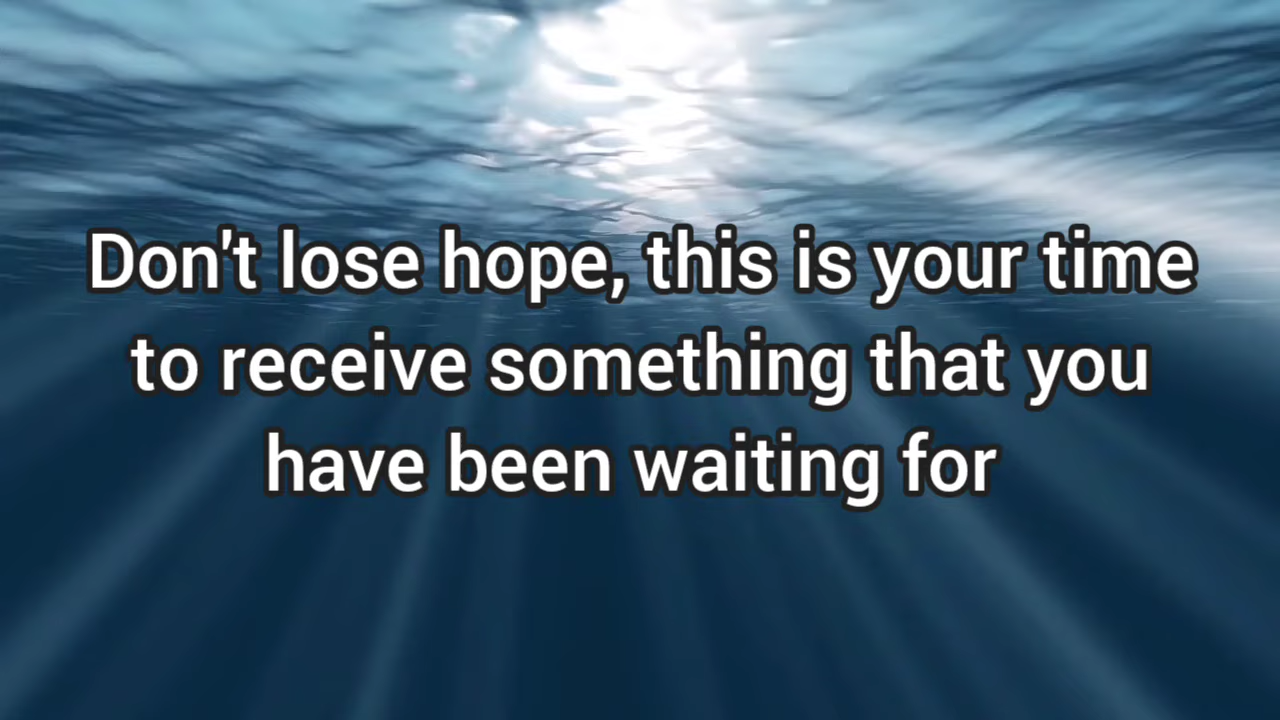 Don't lose hope, this is your time
to receive something that you
have been waiting for